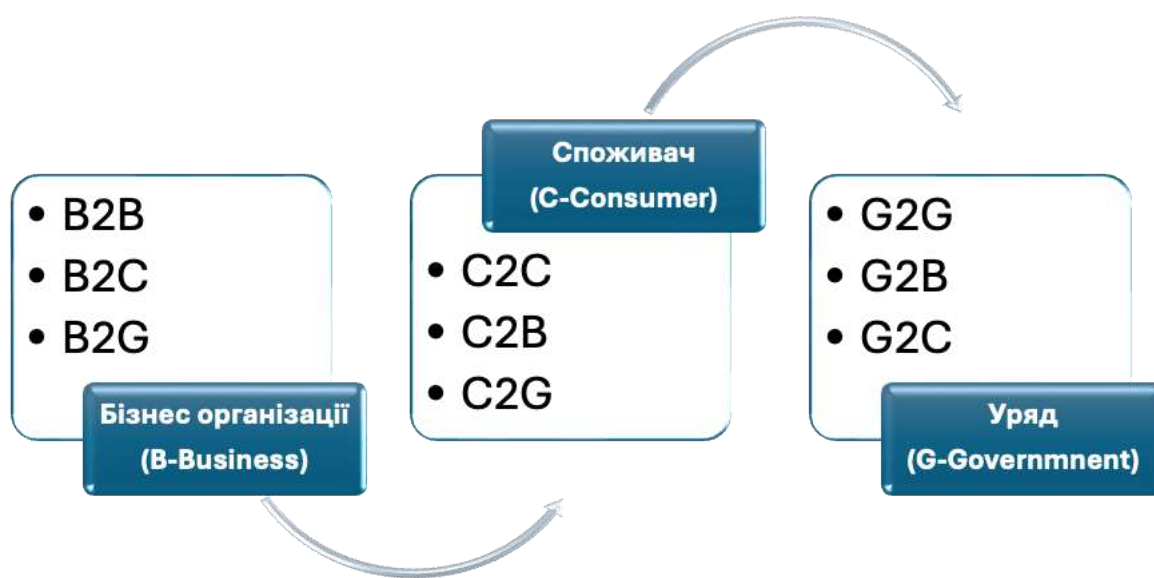 • B2B
• B2C
• B2G
Бізнес організації
(B-Business)
Споживач
(C-Consumer)
• C2C
• C2B
• C2G
• G2G
• G2B
• G2C
Уряд
(G-Governmnent)